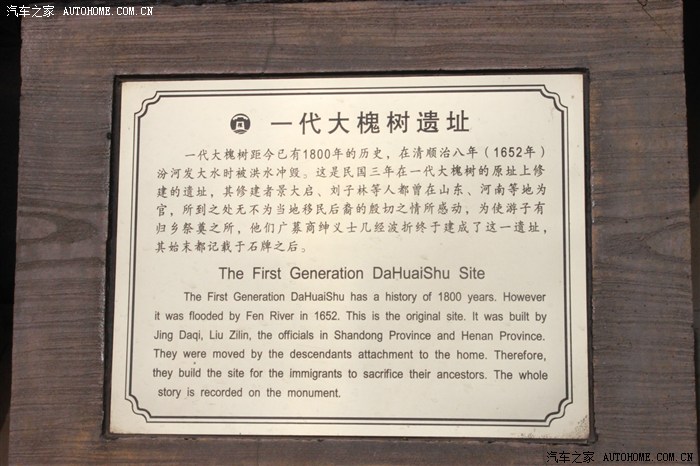 汽车之家 AUTOHOME.COM.CN
一代大槐树遗址
一代大槐树距今已有1800年的历史，在清顺治八年（1652年）
汾河发大水时被洪水冲毁。这是民国三年在一代大槐树的原址上修
建的遗址，其修建者景大启、刘子林等人都曾在山东、河南等地为
官，所到之处无不为当地移民后裔的殷切之情所感动，为使游子有
归乡祭奠之所，他们广募商绅义士几经波折终于建成了这一遗址，
其始末都记载于石牌之后。
The First Generation DaHuaiShu Site
The First Generation DaHuaiShu has a history of 1800 years. However
it was flooded by Fen River in 1652. This is the original site. It was built by
Jing Daqi, Liu Zilin, the officials in Shandong Province and Henan Province.
They were moved by the descendants attachment to the home. Therefore,
they build the site for the immigrants to sacrifice their ancestors. The whole
story is recorded on the monument.
汽车之家 AUTOHOME.COM.CN